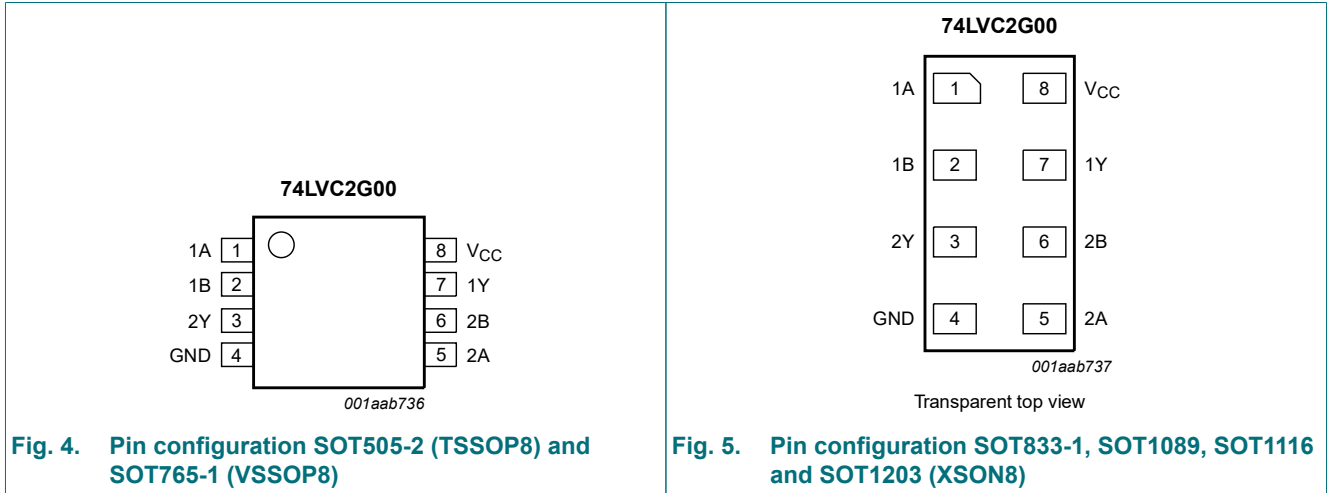 74LVC2G00
1A 1 8 VCC
1B 2 7 1Y
2Y 3 6 2B
GND 4 5 2A
001aab736
Fig. 4. Pin configuration SOT505-2 (TSSOP8) and
SOT765-1 (VSSOP8)
74LVC2G00
1A 1 8 VCC
1B 2 7 1Y
2Y 3 6 2B
GND 4 5 2A
001aab737
Transparent top view
Fig. 5. Pin configuration SOT833-1, SOT1089, SOT1116
and SOT1203 (XSON8)